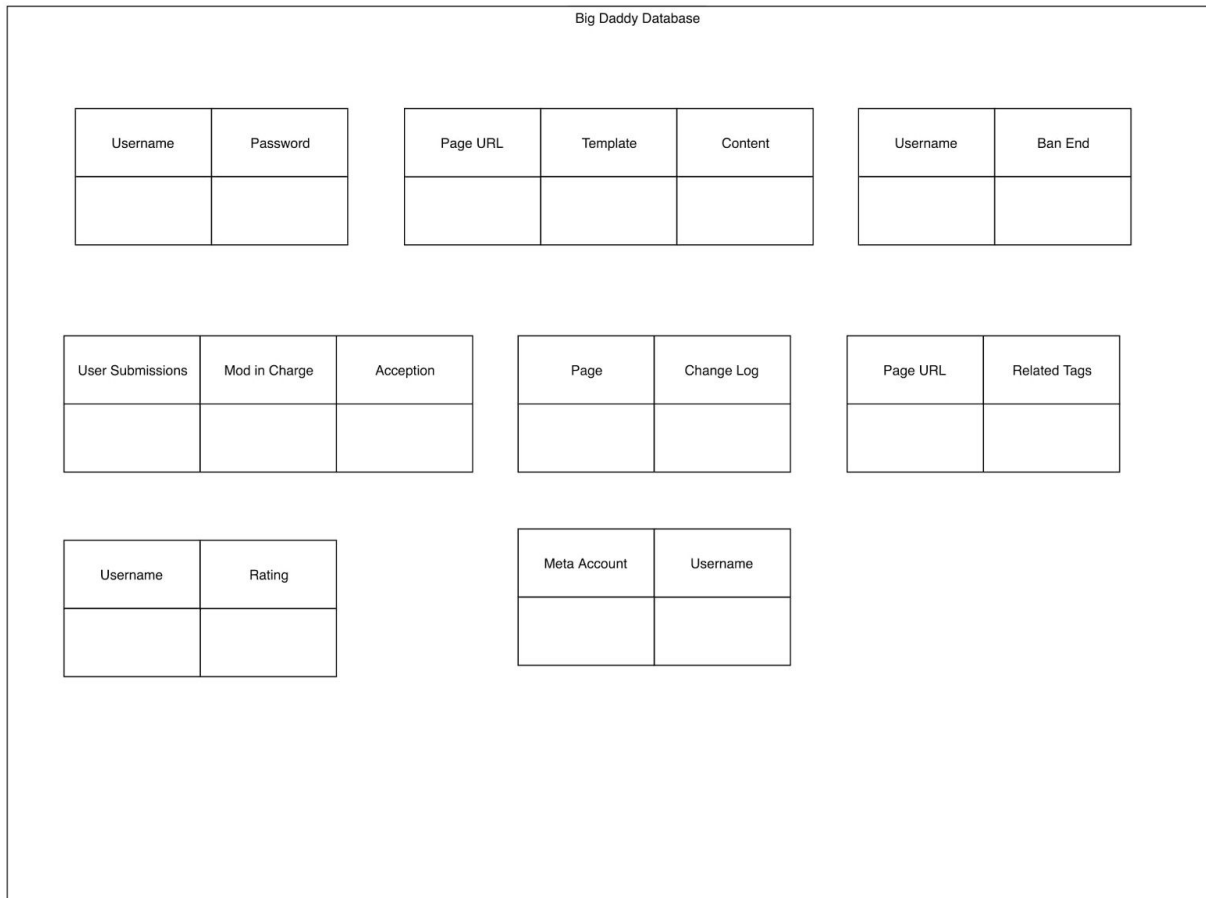 Big Daddy Database
Username Password
Page URL Template Content
Username Ban End
User Submissions Mod in Charge Acception
Page Change Log
Page URL Related Tags
Username Rating
Meta Account Username